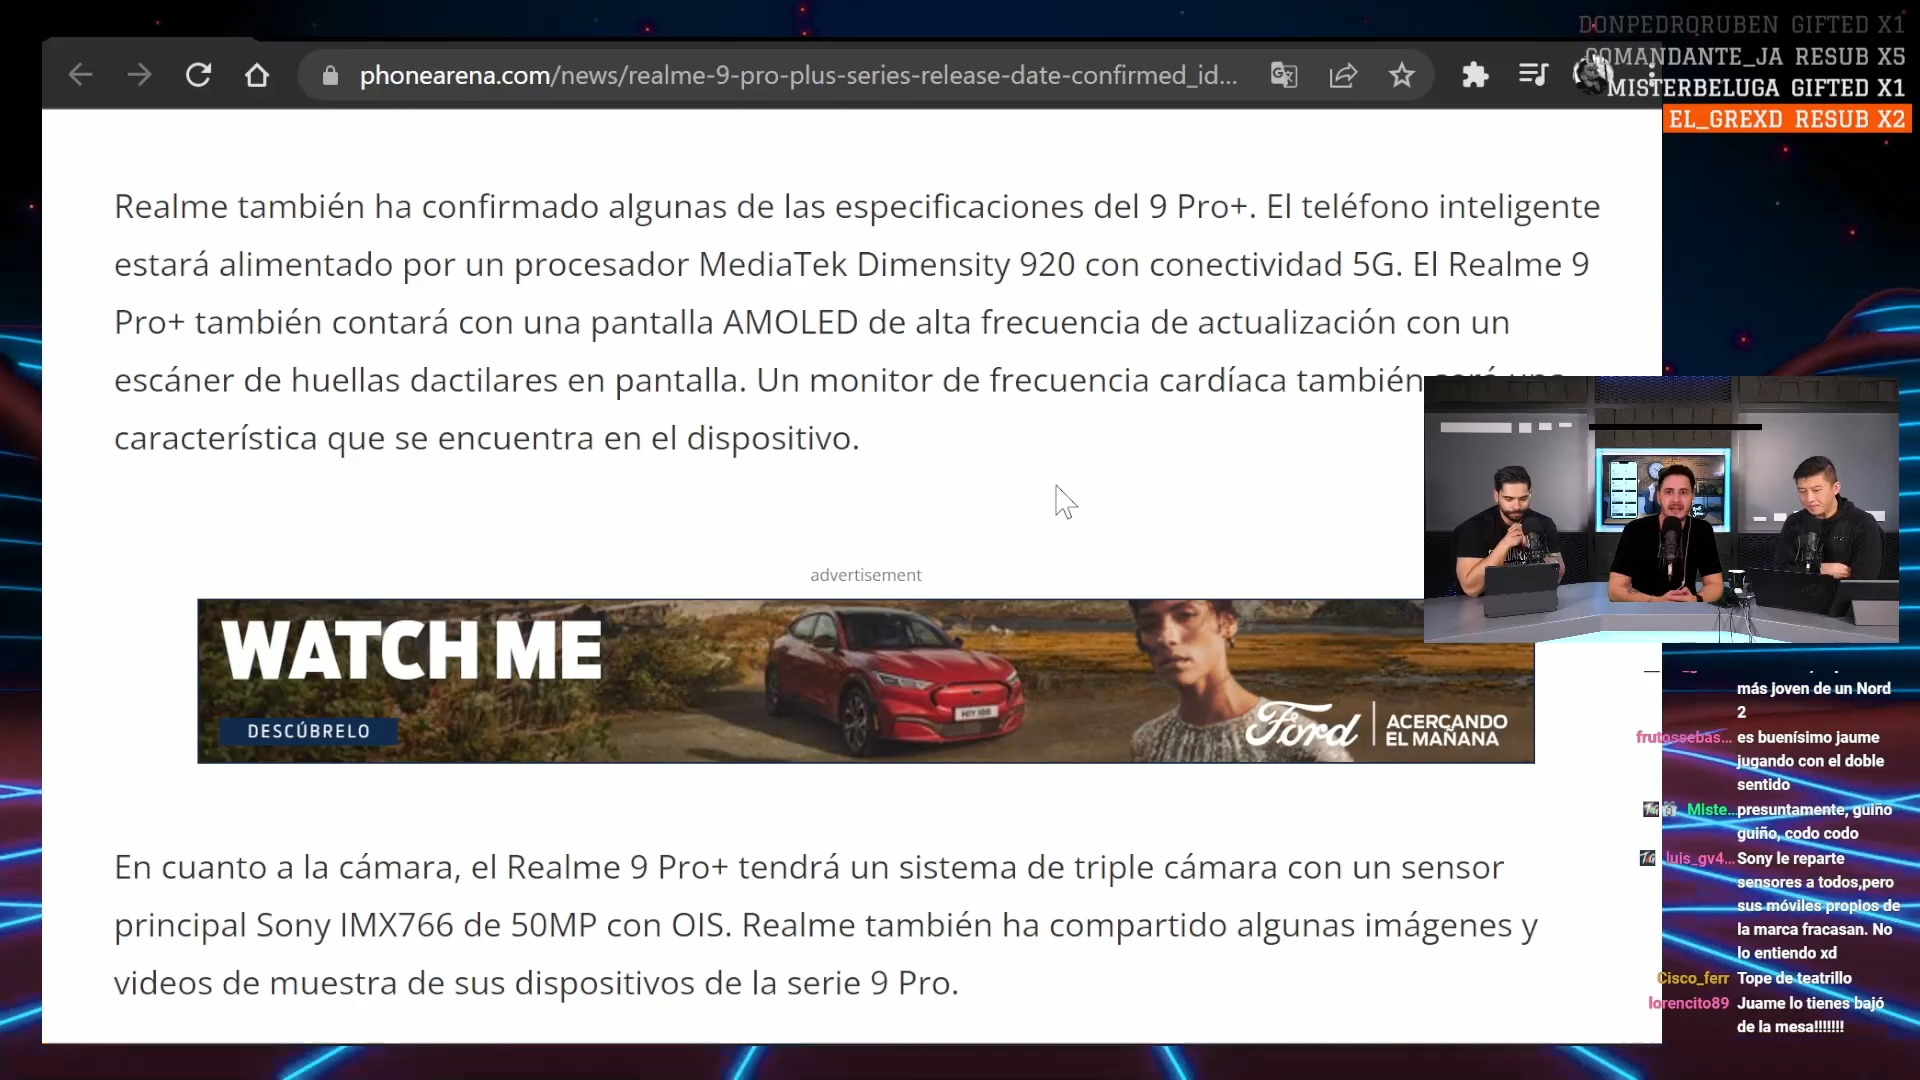 DONPEDRQRUBEN GIFTED X1
COMANDANTE_JA RESUB X5
MISTERBELUGA GIFTED X1
EL_GREXD RESUB X2
phonearena.com/news/realme-9-pro-plus-series-release-date-confirmed_id...
Realme también ha confirmado algunas de las especificaciones del 9 Pro+. El teléfono inteligente
estará alimentado por un procesador MediaTek Dimensity 920 con conectividad 5G. El Realme 9
Pro+ también contará con una pantalla AMOLED de alta frecuencia de actualización con un
escáner de huellas dactilares en pantalla. Un monitor de frecuencia cardíaca también será una
característica que se encuentra en el dispositivo.
advertisement
WATCH ME
DESCÚBRELO
Ford
ACERCANDO
EL MAÑANA
En cuanto a la cámara, el Realme 9 Pro+ tendrá un sistema de triple cámara con un sensor
principal Sony IMX766 de 50MP con OIS. Realme también ha compartido algunas imágenes y
videos de muestra de sus dispositivos de la serie 9 Pro.
más joven de un Nord
2
frutossebas... es buenísimo jaume
jugando con el doble
sentido
Miste... presuntamente, guiño
guiño, codo codo
luis_gv4... Sony le reparte
sensores a todos,pero
sus móviles propios de
la marca fracasan. No
lo entiendo xd
Cisco_ferr Tope de teatrillo
lorencito89 Juame lo tienes bajó
de la mesa!!!!!!!